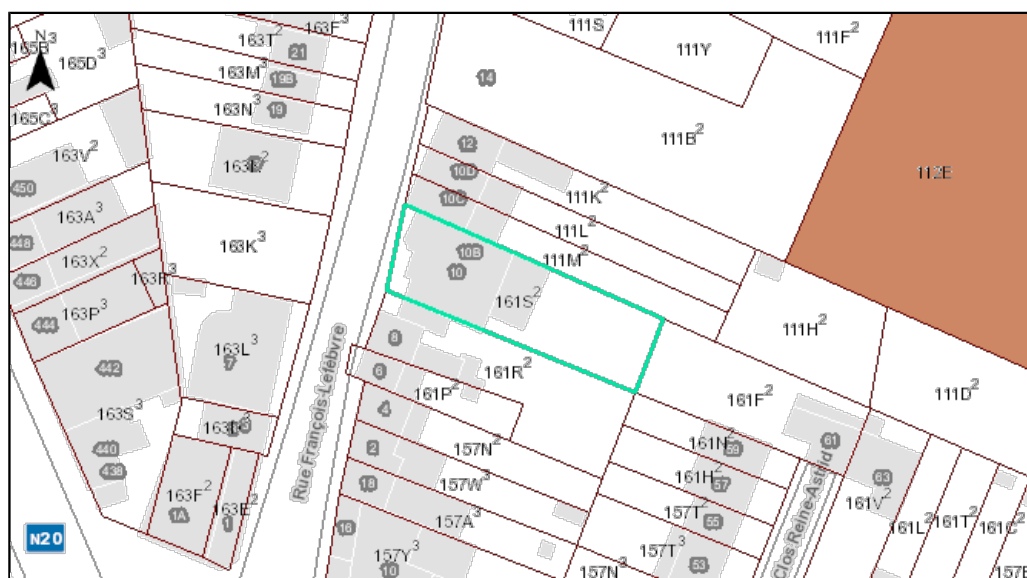 163F³
111S
163T²
111F²
N
165B³
21
111Y
165D³
163M³
14
19B
163N³
19
165C³
111B²
12
163V²
112E
10D
450
111K²
10C
163A³
111L²
448
163K³
10B
111M²
163X²
10
446
163R³
161S²
163P³
444
111H²
8
163L³
161R²
442
7
6
111D²
161P²
161F²
163S³
4
61
161N²
440
2
157N²
59
438
161H²
63
18
157W³
57
161V²
163F²
163E²
157T²
161L²
161T²
161C²
1A
1
16
157A³
55
N20
157Y³
157T³
10
53
157N³
Rue François-Lefebvre
Clos Reine-Astrid